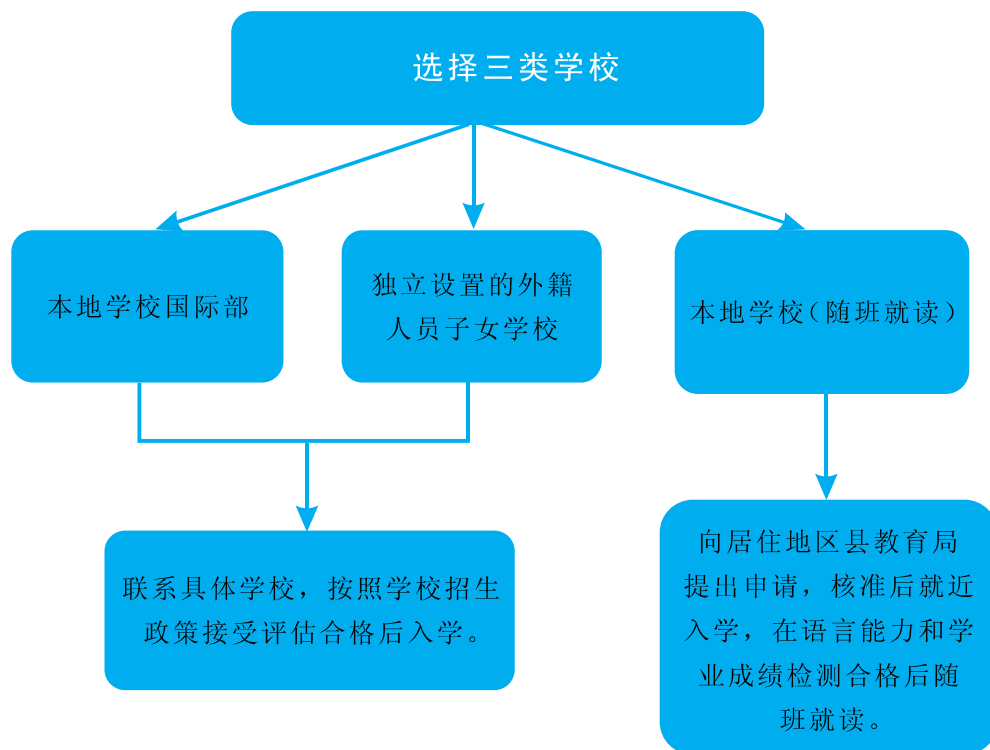 选择三类学校
本地学校国际部
独立设置的外籍
人员子女学校
本地学校（随班就读）
联系具体学校，按照学校招生
政策接受评估合格后入学。
向居住地区县教育局
提出申请，核准后就近
入学，在语言能力和学
业成绩检测合格后随
班就读。